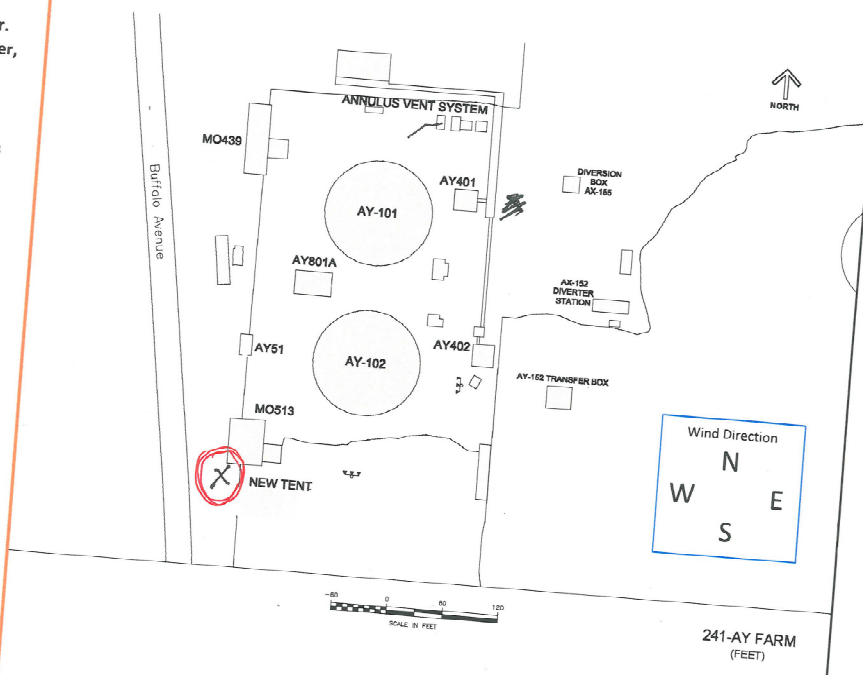 r.
er,
NORTH
ANNULUS VENT SYSTEM
MO439
DIVERSION
BOX
AX-155
AY401
Buffalo Avenue
AY-101
AY801A
AX-152
DIVERTER
STATION
AY51
AY402
AY-102
AY-152 TRANSFER BOX
MO513
Wind Direction
N
W E
S
X
NEW TENT
-60 0 60 120
SCALE IN FEET
241-AY FARM
(FEET)